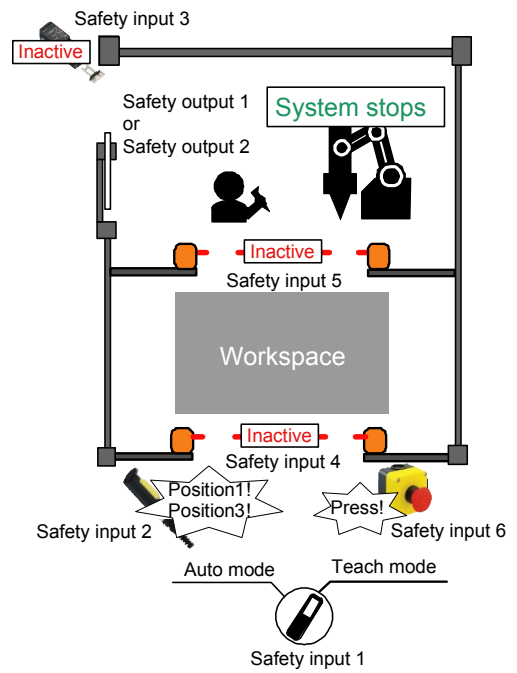 Safety input 3
Inactive
Safety output 1
or
Safety output 2
System stops
Inactive
Safety input 5
Workspace
Inactive
Safety input 4
Position1!
Position3!
Press!
Safety input 2
Safety input 6
Auto mode
Teach mode
Safety input 1